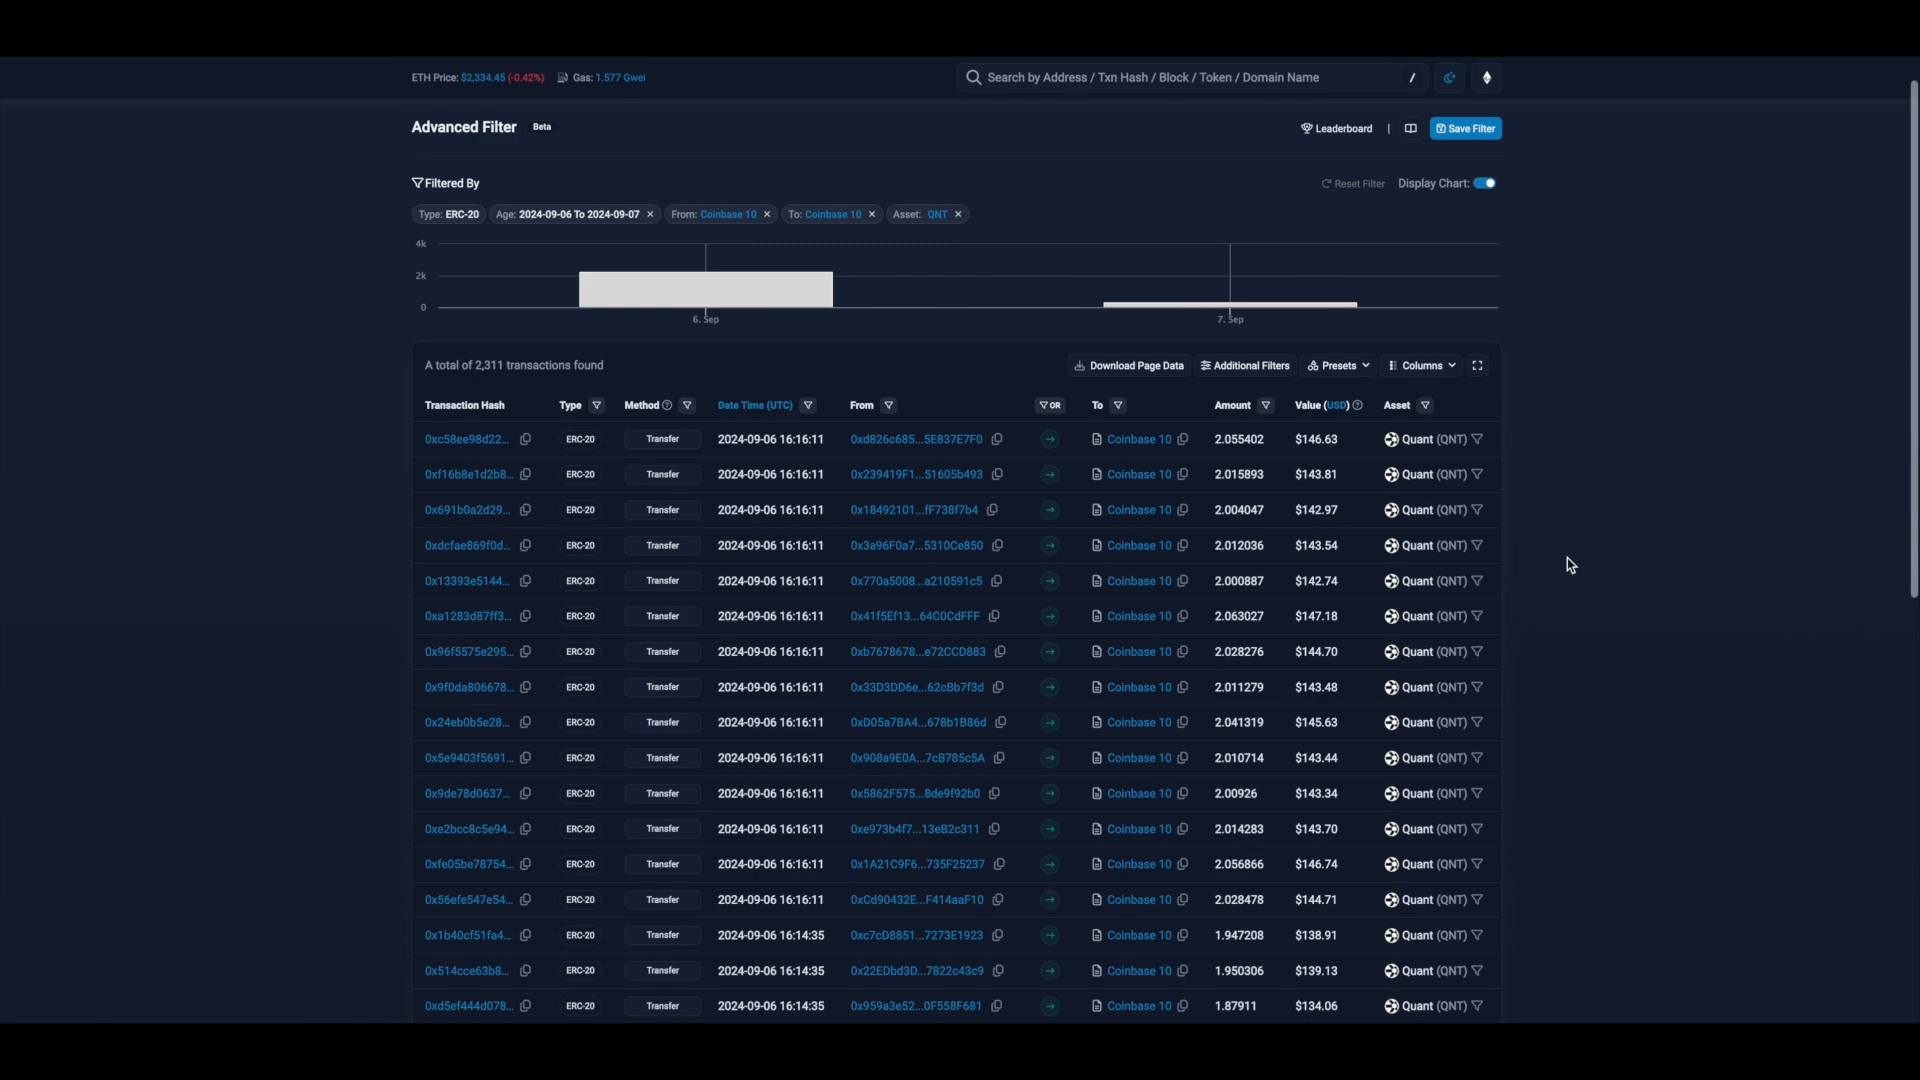 ETH Price: $2,334.45 (-0.42%) Gas: 1.577 Gwei Search by Address / Txn Hash / Block / Token / Domain Name /
Advanced Filter Beta Leaderboard | Save Filter
Filtered By Reset Filter Display Chart:
Type: ERC-20 Age: 2024-09-06 To 2024-09-07 × From: Coinbase 10 × To: Coinbase 10 × Asset: QNT ×
4k
2k
0
6. Sep 7. Sep
A total of 2,311 transactions found Download Page Data Additional Filters Presets Columns
Transaction Hash Type Method Date Time (UTC) From OR To Amount Value (USD) Asset
0xc58ee98d22... ERC-20 Transfer 2024-09-06 16:16:11 0xd826c685...5E837E7F0 Coinbase 10 2.055402 $146.63 Quant (QNT)
0xf16b8e1d2b8... ERC-20 Transfer 2024-09-06 16:16:11 0x239419F1...51605b493 Coinbase 10 2.015893 $143.81 Quant (QNT)
0x691b0a2d29... ERC-20 Transfer 2024-09-06 16:16:11 0x18492101...fF738f7b4 Coinbase 10 2.004047 $142.97 Quant (QNT)
0xdcfae869f0d... ERC-20 Transfer 2024-09-06 16:16:11 0x3a96F0a7...5310Ce850 Coinbase 10 2.012036 $143.54 Quant (QNT)
0x13393e5144... ERC-20 Transfer 2024-09-06 16:16:11 0x770a5008...a210591c5 Coinbase 10 2.000887 $142.74 Quant (QNT)
0xa1283d87ff3... ERC-20 Transfer 2024-09-06 16:16:11 0x41f5Ef13...64C0CdFFF Coinbase 10 2.063027 $147.18 Quant (QNT)
0x96f5575e295... ERC-20 Transfer 2024-09-06 16:16:11 0xb7678678...e72CCD883 Coinbase 10 2.028276 $144.70 Quant (QNT)
0x9f0da806678... ERC-20 Transfer 2024-09-06 16:16:11 0x33D3DD6e...62cBb7f3d Coinbase 10 2.011279 $143.48 Quant (QNT)
0x24eb0b5e28... ERC-20 Transfer 2024-09-06 16:16:11 0xD05a7BA4...678b1B86d Coinbase 10 2.041319 $145.63 Quant (QNT)
0x5e9403f5691... ERC-20 Transfer 2024-09-06 16:16:11 0x908a9E0A...7cB785c5A Coinbase 10 2.010714 $143.44 Quant (QNT)
0x9de78d0637... ERC-20 Transfer 2024-09-06 16:16:11 0x5862F575...8de9f92b0 Coinbase 10 2.00926 $143.34 Quant (QNT)
0xe2bcc8c5e94... ERC-20 Transfer 2024-09-06 16:16:11 0xe973b4f7...13eB2c311 Coinbase 10 2.014283 $143.70 Quant (QNT)
0xfe05be78754... ERC-20 Transfer 2024-09-06 16:16:11 0x1A21C9F6...735F25237 Coinbase 10 2.056866 $146.74 Quant (QNT)
0x56efe547e54... ERC-20 Transfer 2024-09-06 16:16:11 0xCd90432E...F414aaF10 Coinbase 10 2.028478 $144.71 Quant (QNT)
0x1b40cf51fa4... ERC-20 Transfer 2024-09-06 16:14:35 0xc7cD8851...7273E1923 Coinbase 10 1.947208 $138.91 Quant (QNT)
0x514cce63b8... ERC-20 Transfer 2024-09-06 16:14:35 0x22EDbd3D...7822c43c9 Coinbase 10 1.950306 $139.13 Quant (QNT)
0xd5ef444d078... ERC-20 Transfer 2024-09-06 16:14:35 0x959a3e52...0F558F681 Coinbase 10 1.87911 $134.06 Quant (QNT)